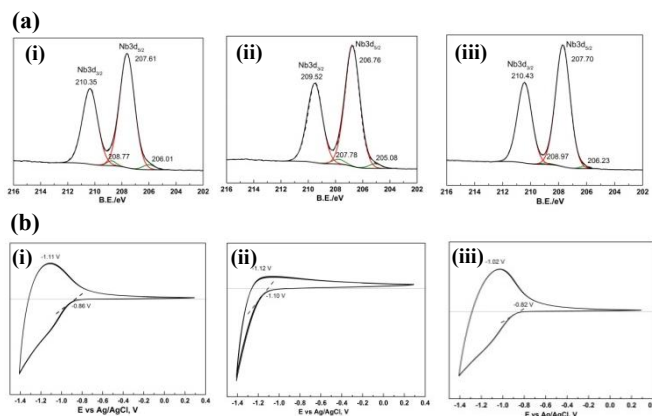 (a)
(i)
Nb3d5/2
207.61
Nb3d3/2
210.35
208.77
206.01
216 214 212 210 208 206 204 202
B.E./eV
(ii)
Nb3d5/2
206.76
Nb3d3/2
209.52
207.78
205.08
216 214 212 210 208 206 204 202
B.E./eV
(iii)
Nb3d5/2
207.70
Nb3d3/2
210.43
208.97
206.23
216 214 212 210 208 206 204 202
B.E./eV
(b)
(i)
-1.11 V
-0.86 V
-1.4 -1.2 -1.0 -0.8 -0.6 -0.4 -0.2 0.0 0.2 0.4
E vs Ag/AgCl, V
(ii)
-1.12 V
-1.10 V
-1.4 -1.2 -1.0 -0.8 -0.6 -0.4 -0.2 0.0 0.2 0.4
E vs Ag/AgCl, V
(iii)
-1.02 V
-0.82 V
-1.4 -1.2 -1.0 -0.8 -0.6 -0.4 -0.2 0.0 0.2 0.4
E vs Ag/AgCl, V